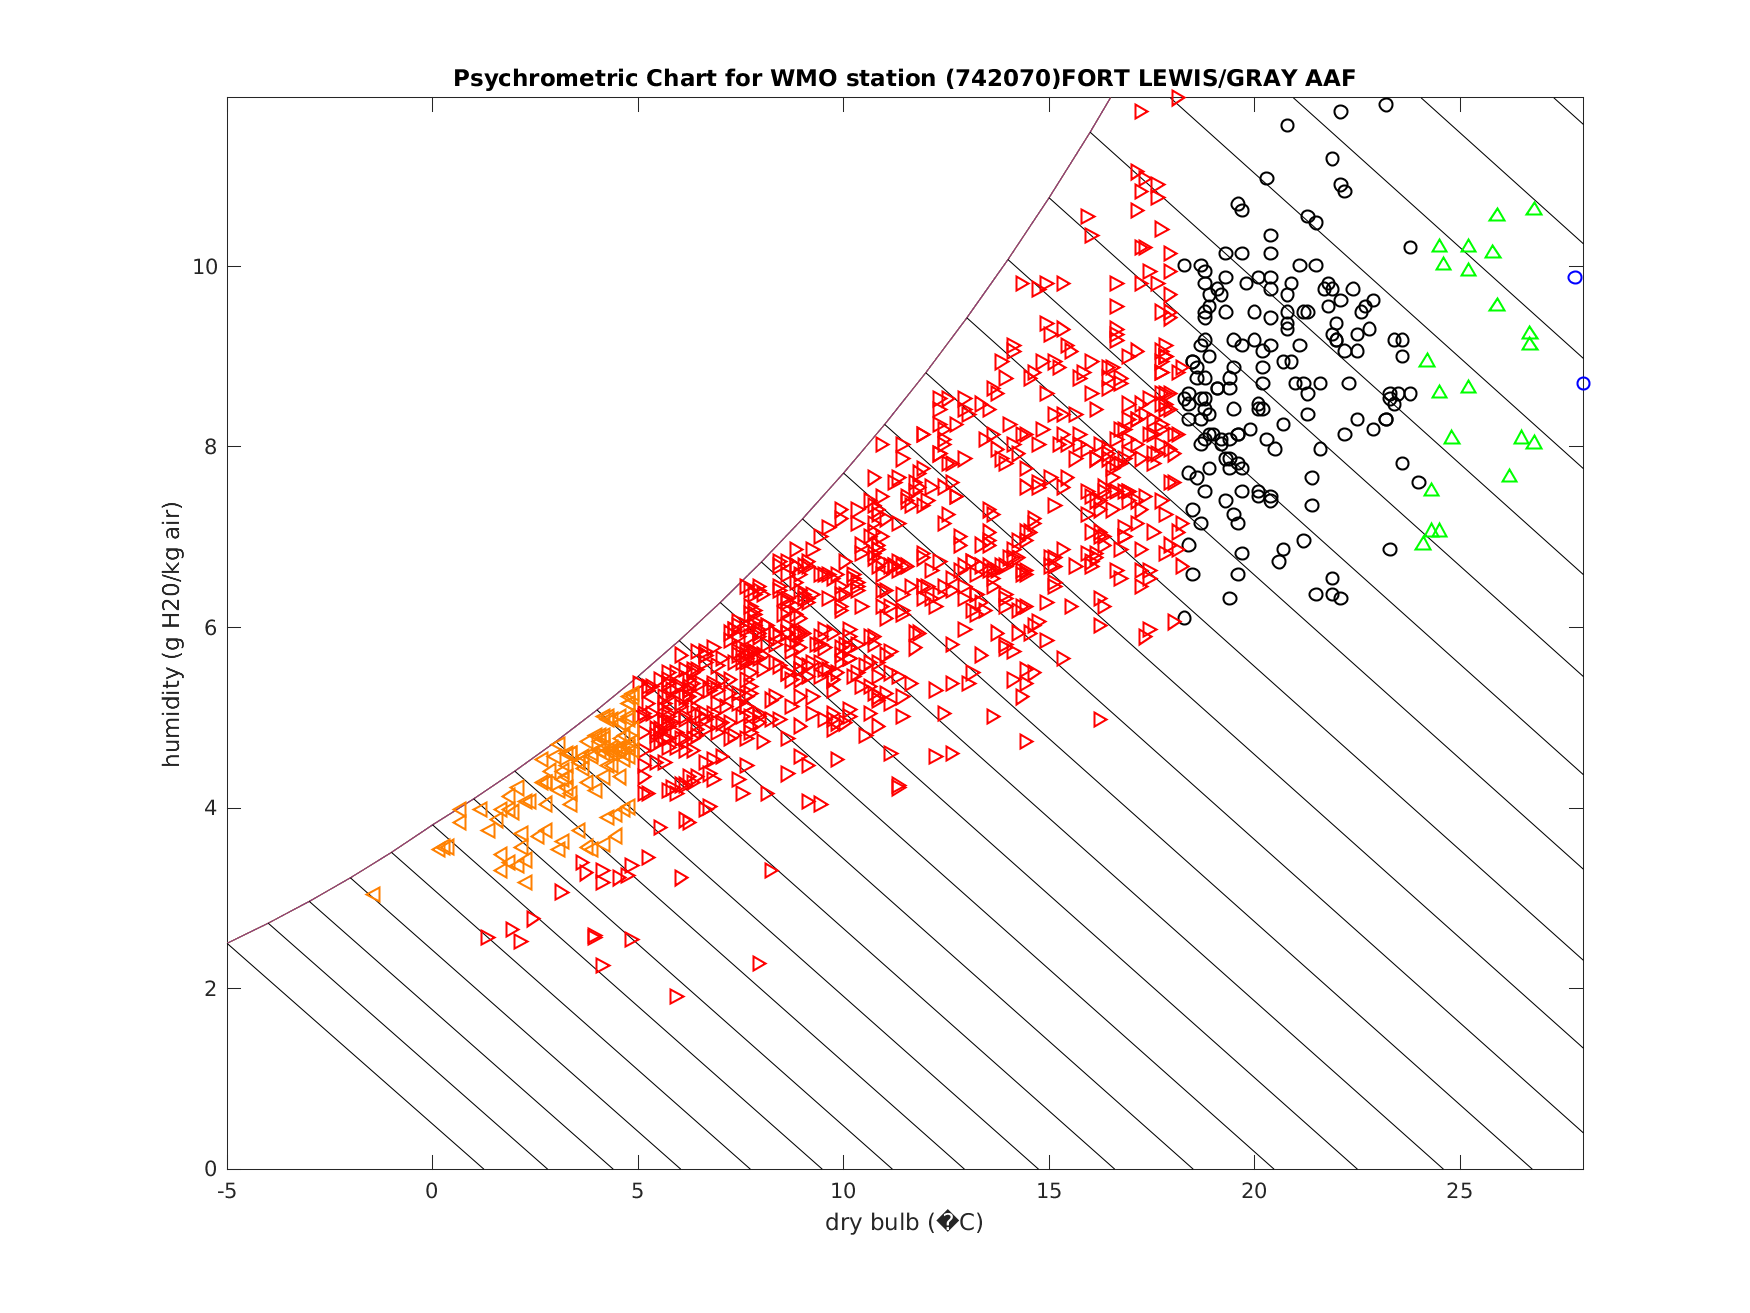 Psychrometric Chart for WMO station (742070)FORT LEWIS/GRAY AAF
humidity (g H20/kg air)
10
8
6
4
2
0
-5 0 5 10 15 20 25
dry bulb (�C)